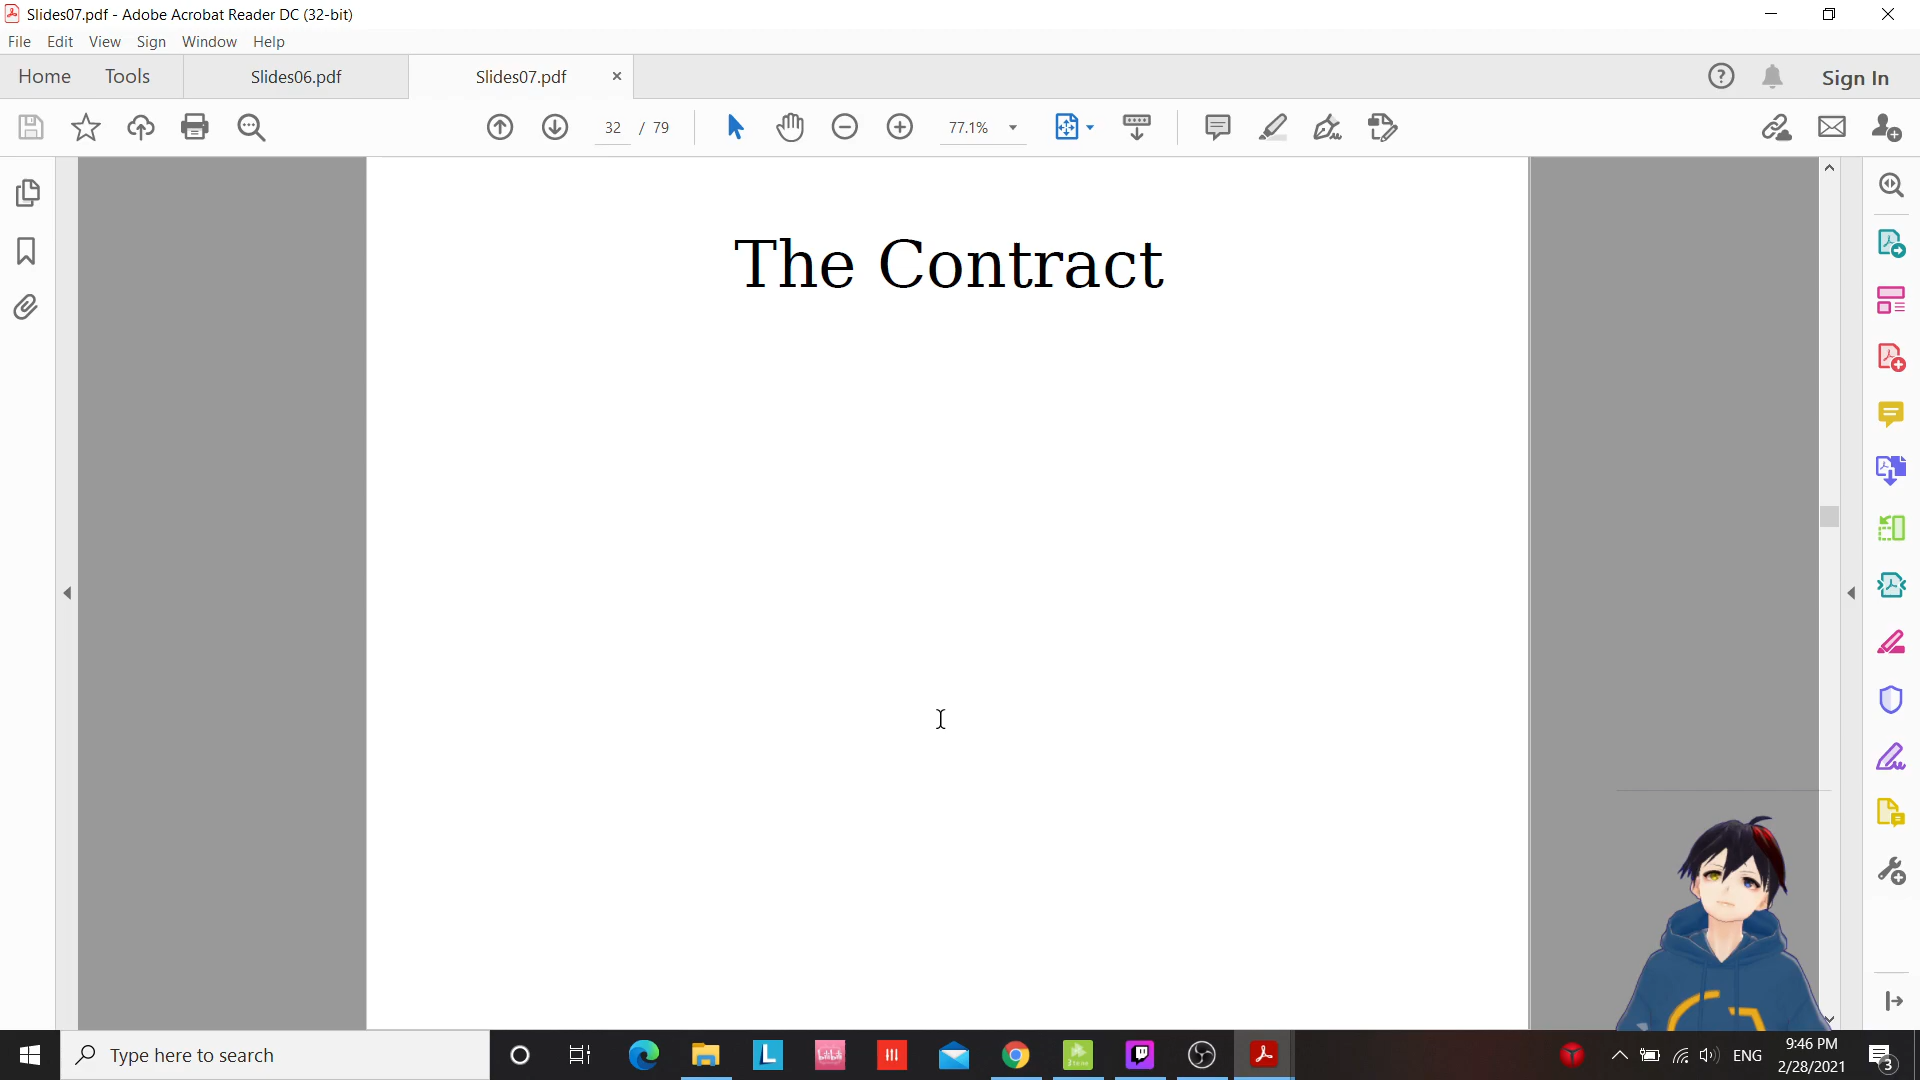 Slides07.pdf - Adobe Acrobat Reader DC (32-bit)
File Edit View Sign Window Help
Home Tools Slides06.pdf Slides07.pdf Sign In
32 / 79 77.1%
The Contract
Type here to search
ENG
9:46 PM
2/28/2021
3